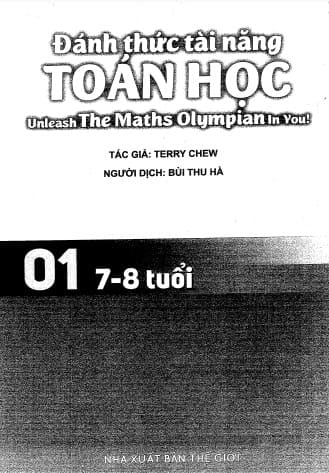 Đánh thức tài năng
TOÁN HỌC
Unleash The Maths Olympian In You!
TÁC GIẢ: TERRY CHEW
NGƯỜI DỊCH: BÙI THU HÀ
01 7-8 tuổi
NHÀ XUẤT BẢN THẾ GIỚI